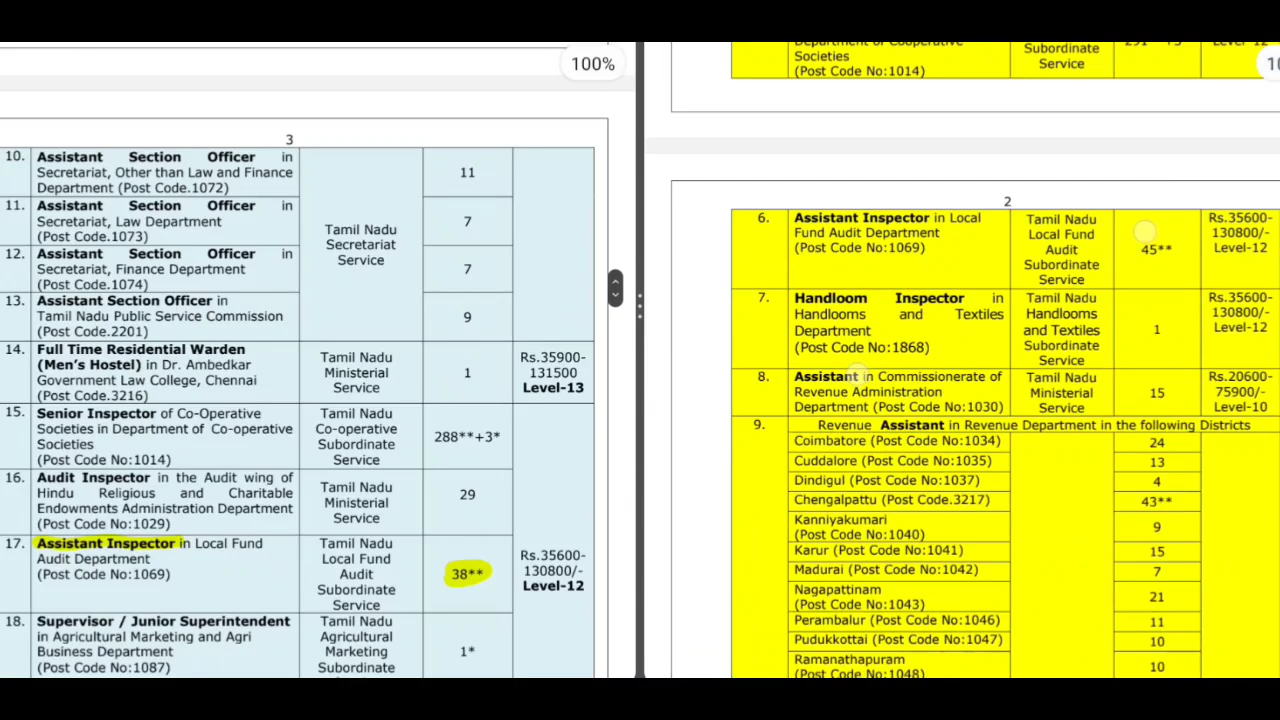 100%
3
10. Assistant Section Officer in
Secretariat, Other than Law and Finance
Department (Post Code.1072)
11
11. Assistant Section Officer in
Secretariat, Law Department
(Post Code.1073)
7
12. Assistant Section Officer in
Secretariat, Finance Department
(Post Code.1074)
7
13. Assistant Section Officer in
Tamil Nadu Public Service Commission
(Post Code.2201)
9
Tamil Nadu
Secretariat
Service
14. Full Time Residential Warden
(Men's Hostel) in Dr. Ambedkar
Government Law College, Chennai
(Post Code.3216)
Tamil Nadu
Ministerial
Service
1
Rs.35900-
131500
Level-13
15. Senior Inspector of Co-Operative
Societies in Department of Co-operative
Societies
(Post Code No:1014)
Tamil Nadu
Co-operative
Subordinate
Service
288**+3*
16. Audit Inspector in the Audit wing of
Hindu Religious and Charitable
Endowments Administration Department
(Post Code No:1029)
Tamil Nadu
Ministerial
Service
29
17. Assistant Inspector in Local Fund
Audit Department
(Post Code No:1069)
Tamil Nadu
Local Fund
Audit
Subordinate
Service
38**
Rs.35600-
130800/-
Level-12
18. Supervisor / Junior Superintendent
in Agricultural Marketing and Agri
Business Department
(Post Code No:1087)
Tamil Nadu
Agricultural
Marketing
Subordinate
1*
Department of Cooperative
Societies
(Post Code No:1014)
Subordinate
Service
10
2
6. Assistant Inspector in Local
Fund Audit Department
(Post Code No:1069)
Tamil Nadu
Local Fund
Audit
Subordinate
Service
45**
Rs.35600-
130800/-
Level-12
7. Handloom Inspector in
Handlooms and Textiles
Department
(Post Code No:1868)
Tamil Nadu
Handlooms
and Textiles
Subordinate
Service
1
Rs.35600-
130800/-
Level-12
8. Assistant in Commissionerate of
Revenue Administration
Department (Post Code No:1030)
Tamil Nadu
Ministerial
Service
15
Rs.20600-
75900/-
Level-10
9. Revenue Assistant in Revenue Department in the following Districts
Coimbatore (Post Code No:1034) 24
Cuddalore (Post Code No:1035) 13
Dindigul (Post Code No:1037) 4
Chengalpattu (Post Code.3217) 43**
Kanniyakumari
(Post Code No:1040)
9
Karur (Post Code No:1041) 15
Madurai (Post Code No:1042) 7
Nagapattinam
(Post Code No:1043)
21
Perambalur (Post Code No:1046) 11
Pudukkottai (Post Code No:1047) 10
Ramanathapuram
(Post Code No:1048)
10